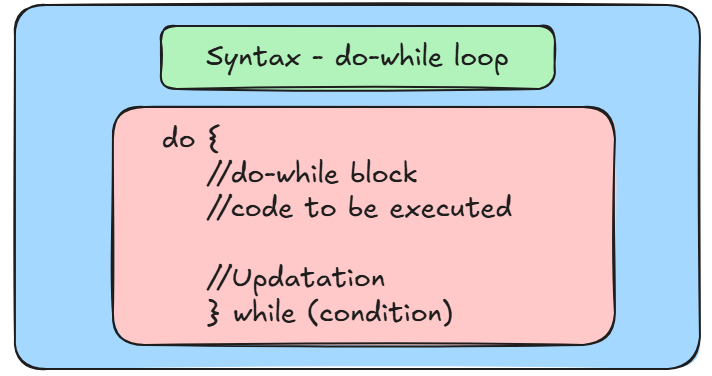 Syntax - do-while loop
do {
//do-while block
//code to be executed
//Updatation
} while (condition)